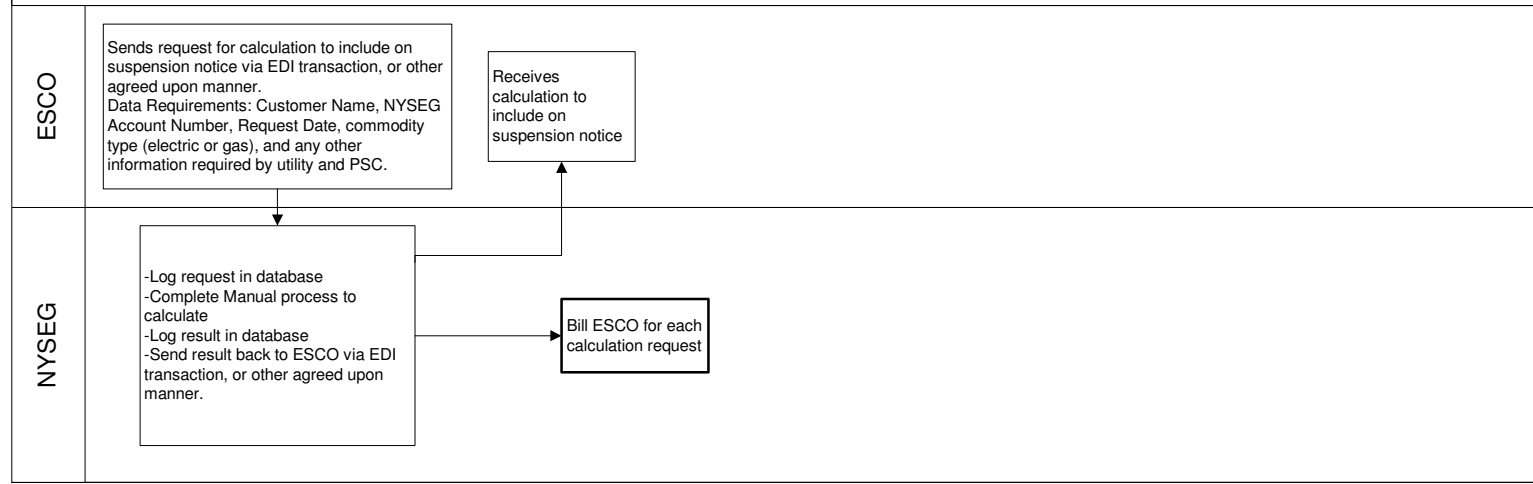 ESCO
Sends request for calculation to include on
suspension notice via EDI transaction, or other
agreed upon manner.
Data Requirements: Customer Name, NYSEG
Account Number, Request Date, commodity
type (electric or gas), and any other
information required by utility and PSC.
Receives
calculation to
include on
suspension notice
NYSEG
-Log request in database
-Complete Manual process to
calculate
-Log result in database
-Send result back to ESCO via EDI
transaction, or other agreed upon
manner.
Bill ESCO for each
calculation request